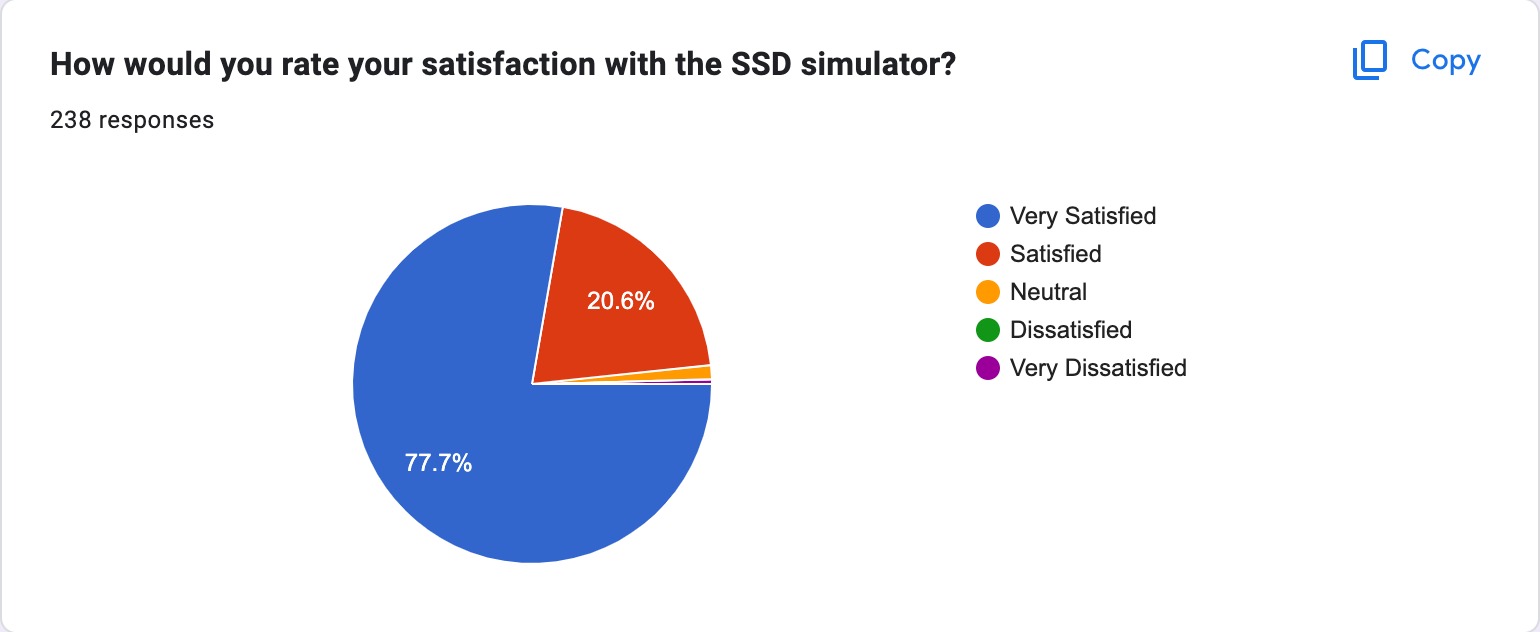 How would you rate your satisfaction with the SSD simulator?
Copy
238 responses
Very Satisfied
Satisfied
Neutral
Dissatisfied
Very Dissatisfied
20.6%
77.7%